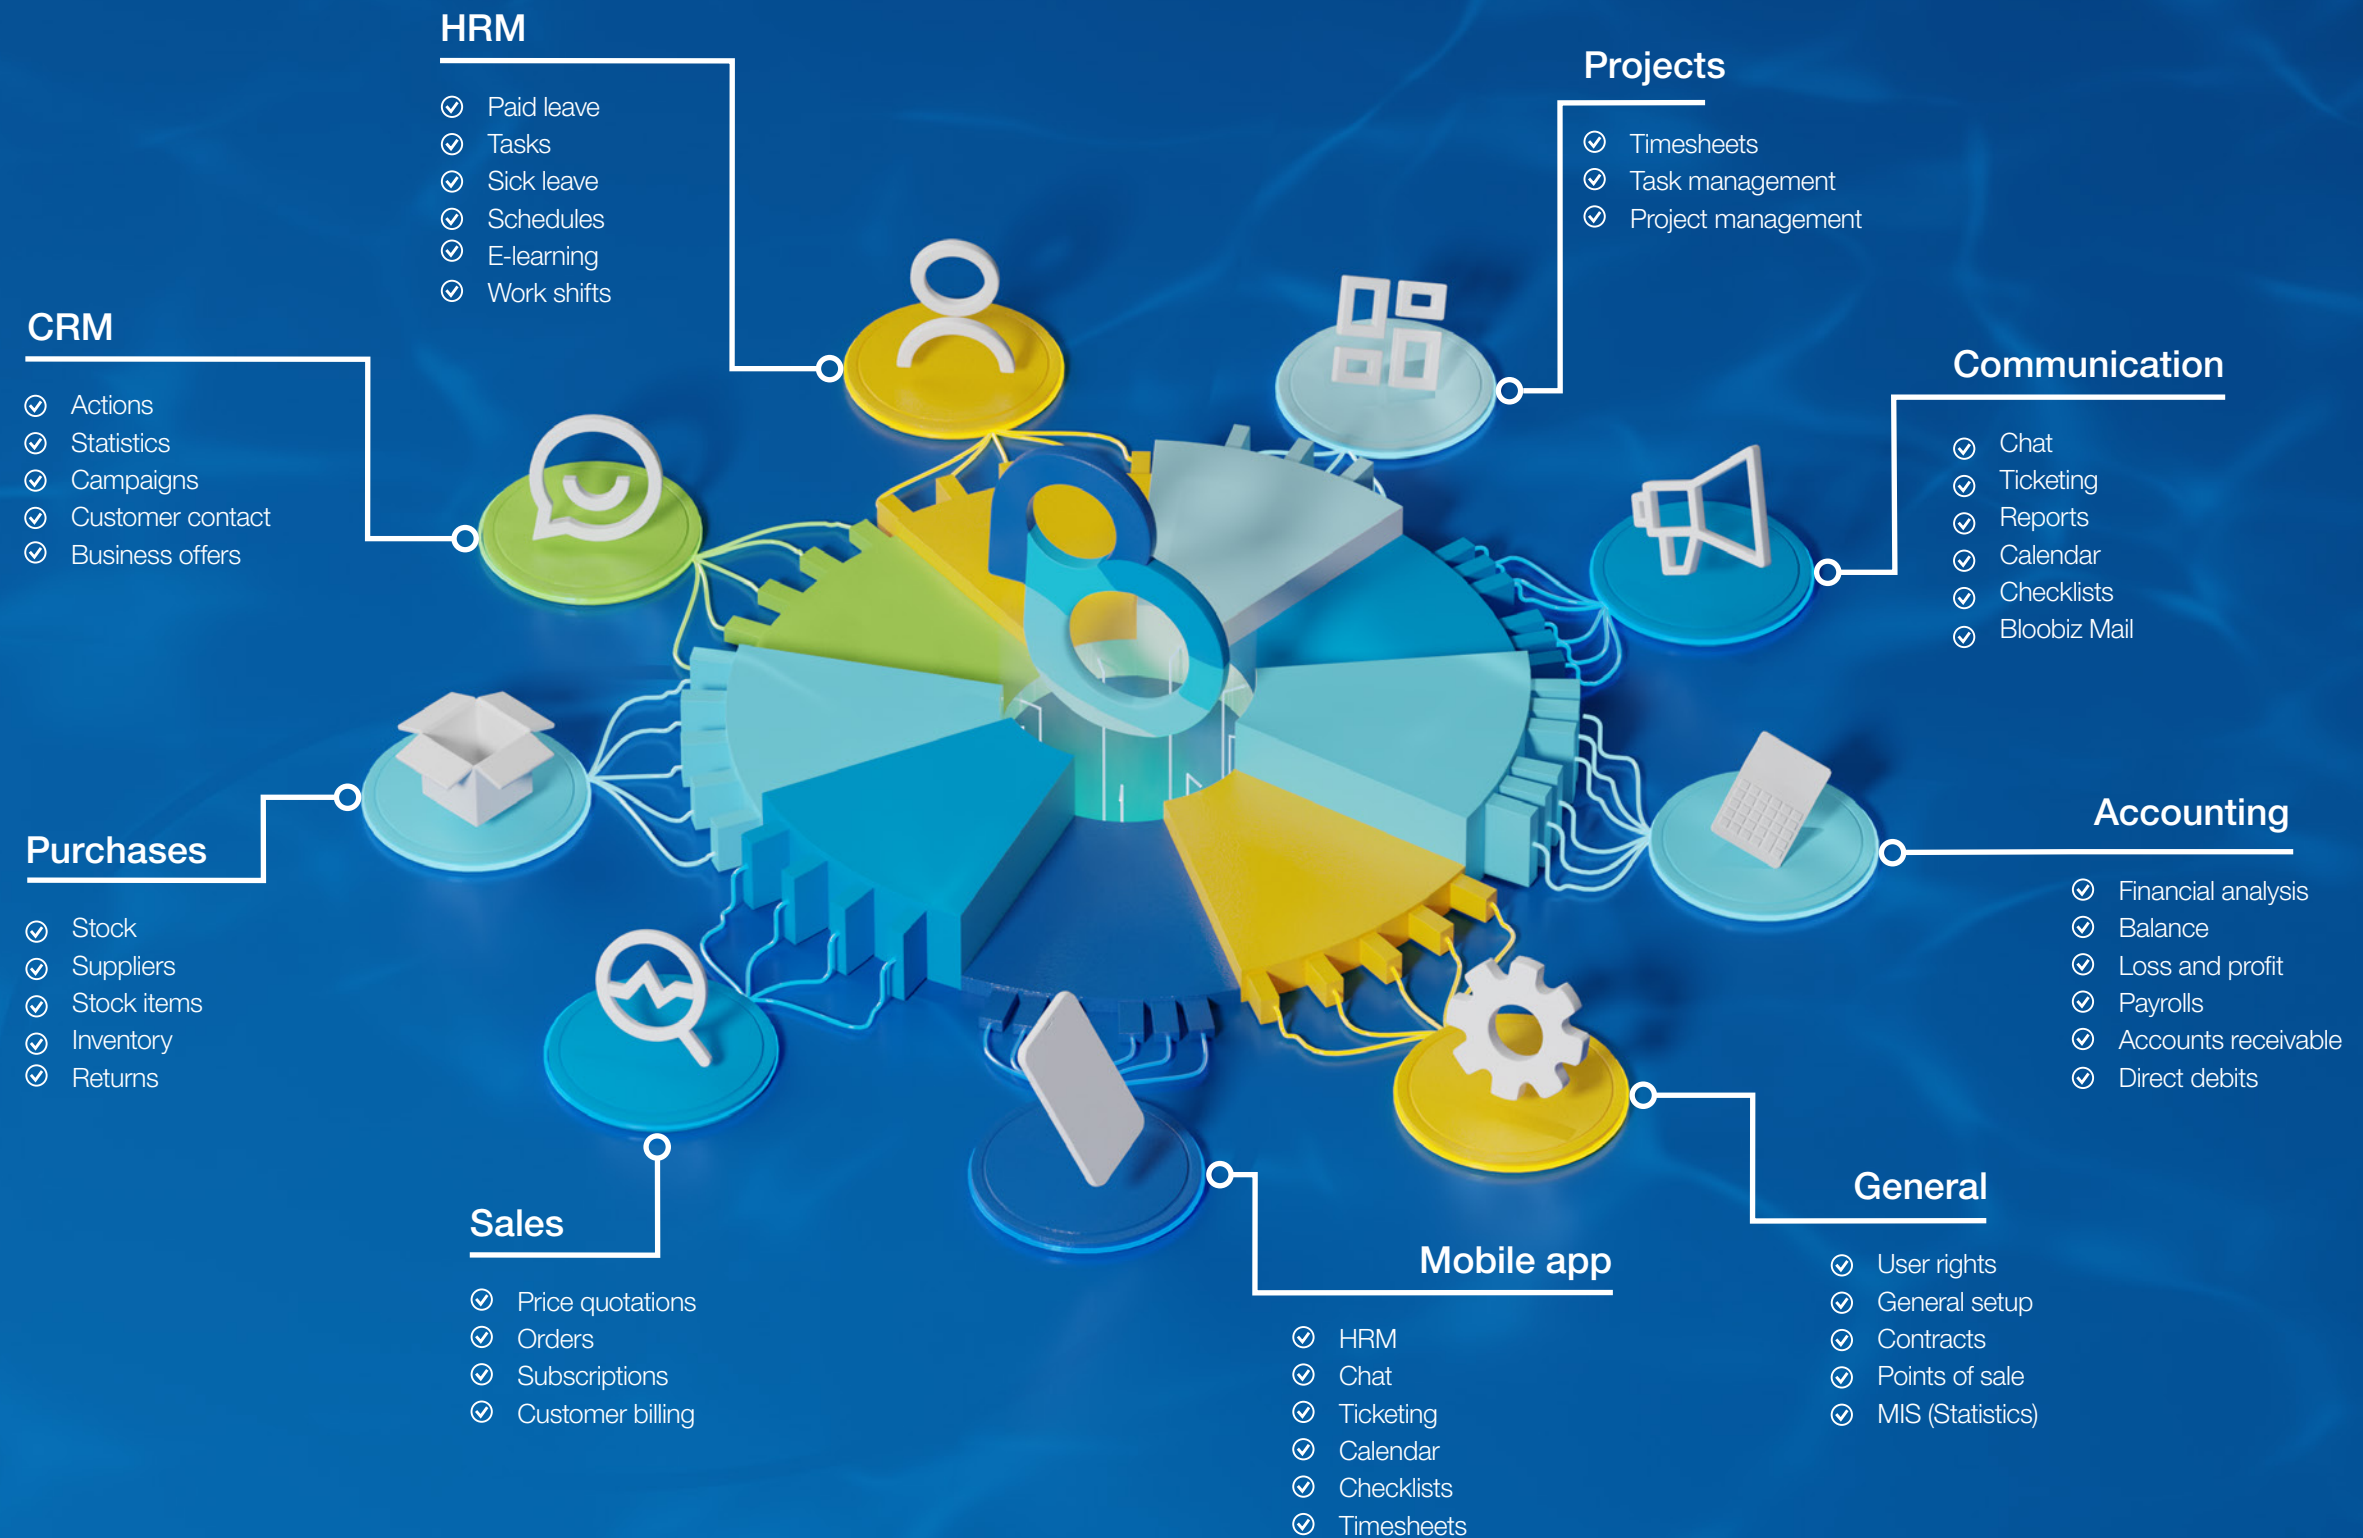 HRM
Paid leave
Tasks
Sick leave
Schedules
E-learning
Work shifts
Projects
Timesheets
Task management
Project management
CRM
Actions
Statistics
Campaigns
Customer contact
Business offers
Communication
Chat
Ticketing
Reports
Calendar
Checklists
Bloobiz Mail
Purchases
Stock
Suppliers
Stock items
Inventory
Returns
Accounting
Financial analysis
Balance
Loss and profit
Payrolls
Accounts receivable
Direct debits
Sales
Price quotations
Orders
Subscriptions
Customer billing
Mobile app
HRM
Chat
Ticketing
Calendar
Checklists
Timesheets
General
User rights
General setup
Contracts
Points of sale
MIS (Statistics)